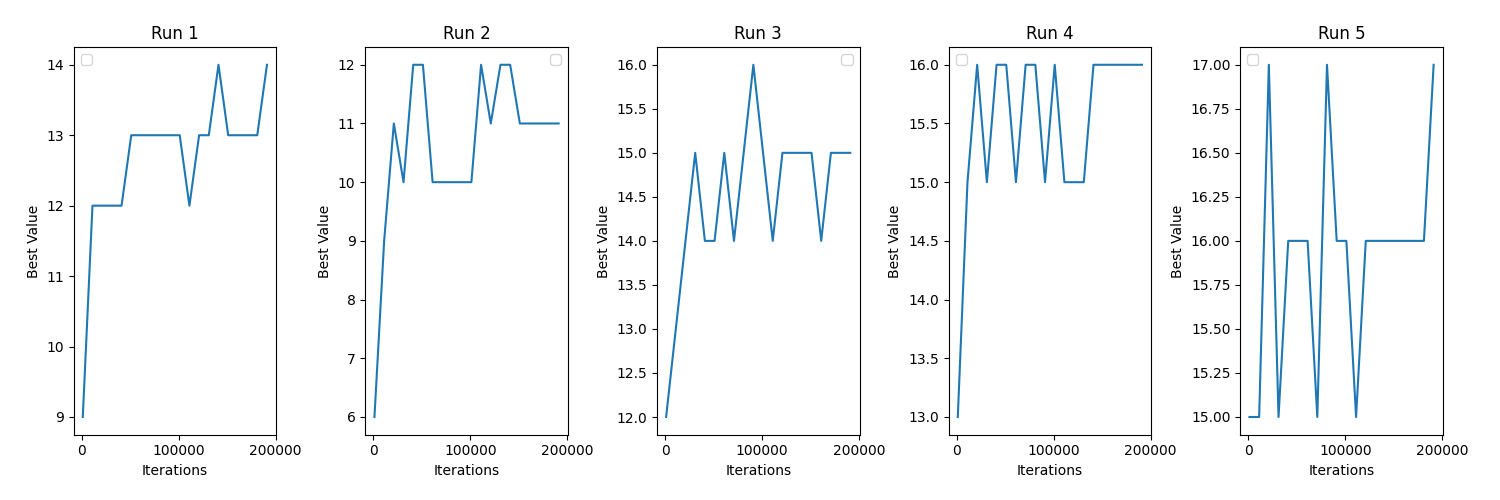 Run 1
14
13
12
11
10
9
Best Value
0 100000 200000
Iterations
Run 2
12
11
10
9
8
7
6
Best Value
0 100000 200000
Iterations
Run 3
16.0
15.5
15.0
14.5
14.0
13.5
13.0
12.5
12.0
Best Value
0 100000 200000
Iterations
Run 4
16.0
15.5
15.0
14.5
14.0
13.5
13.0
Best Value
0 100000 200000
Iterations
Run 5
17.00
16.75
16.50
16.25
16.00
15.75
15.50
15.25
15.00
Best Value
0 100000 200000
Iterations